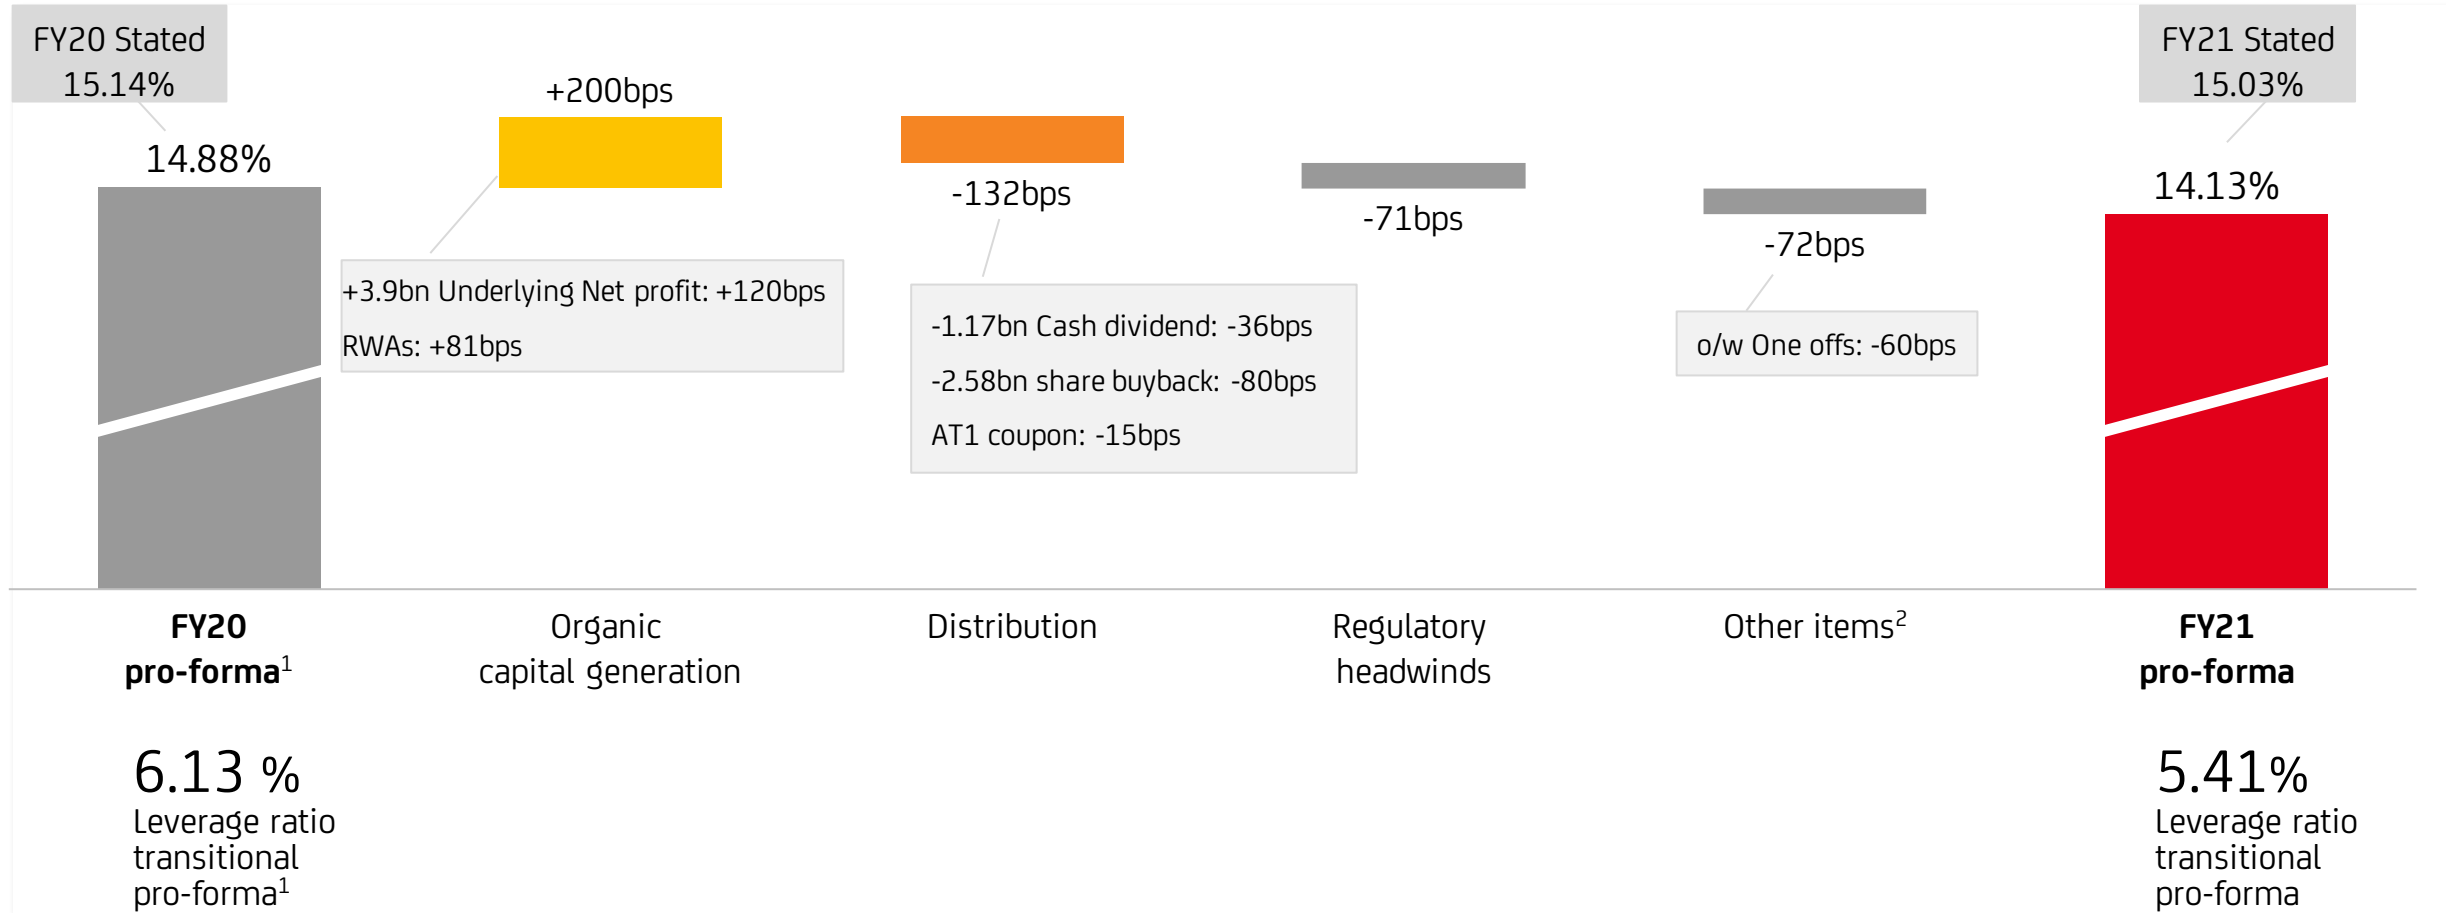 FY20 Stated
15.14%
14.88%
+200bps
+3.9bn Underlying Net profit: +120bps
RWAs: +81bps
-132bps
-1.17bn Cash dividend: -36bps
-2.58bn share buyback: -80bps
AT1 coupon: -15bps
-71bps
-72bps
o/w One offs: -60bps
FY21 Stated
15.03%
14.13%
FY20
pro-forma¹
Organic
capital generation
Distribution
Regulatory
headwinds
Other items²
FY21
pro-forma
6.13 %
Leverage ratio
transitional
pro-forma¹
5.41%
Leverage ratio
transitional
pro-forma